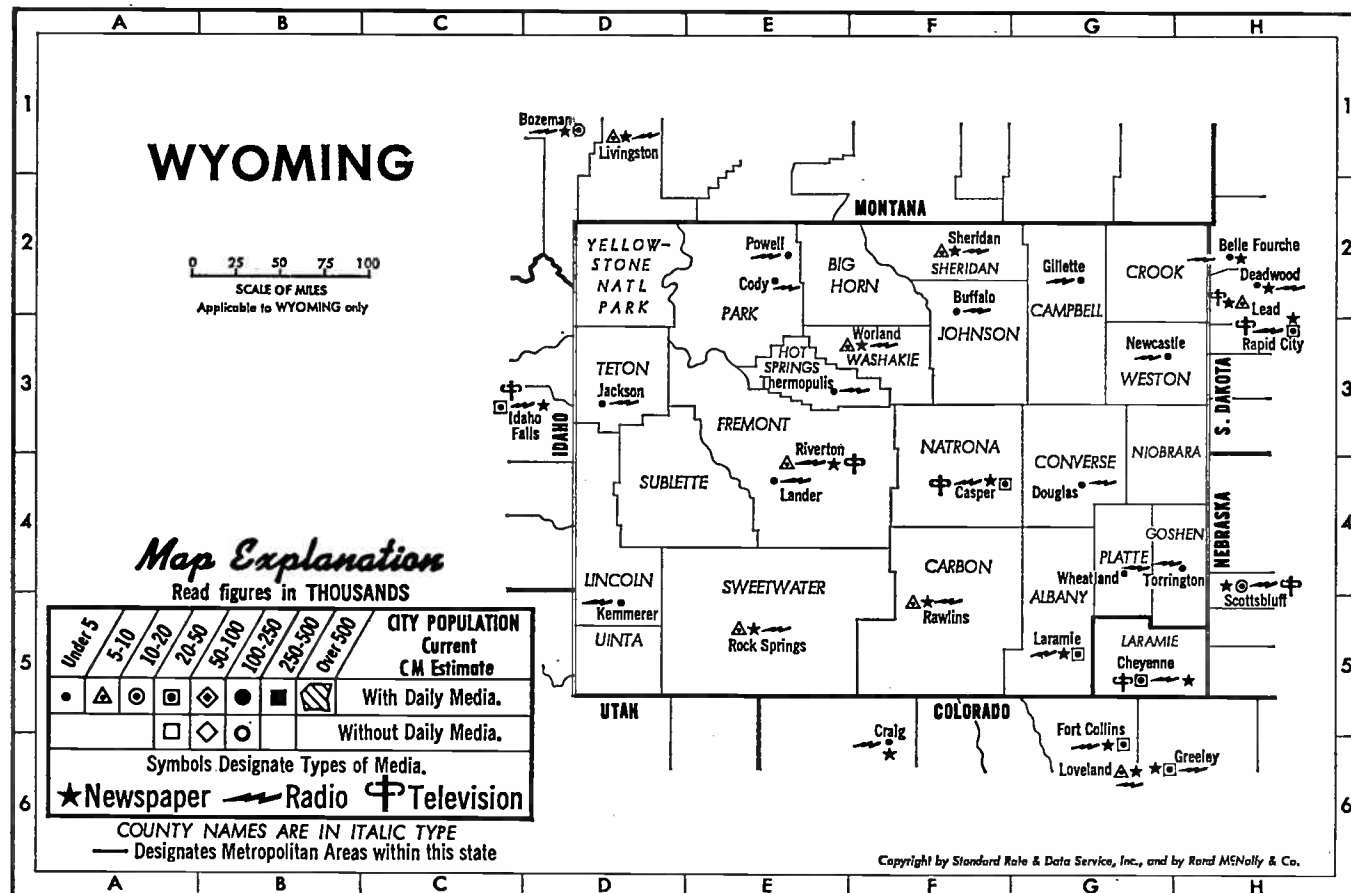 A B C D E F G H
1 1
WYOMING
0 25 50 75 100
SCALE OF MILES
Applicable to WYOMING only
Bozeman
Livingston
MONTANA
2 2
YELLOW-
STONE
NATL
PARK
Powell
Cody
PARK
BIG
HORN
Sheridan
SHERIDAN
Buffalo
JOHNSON
Gillette
CAMPBELL
CROOK
Belle Fourche
Deadwood
Lead
Rapid City
3 3
TETON
Jackson
HOT
SPRINGS
Thermopulis
Worland
WASHAKIE
Newcastle
WESTON
S. DAKOTA
Idaho
Falls
IDAHO
FREMONT
Riverton
Lander
SUBLETTE
NATRONA
Casper
CONVERSE
Douglas
NIOBRARA
4 4
NEBRASKA
GOSHEN
Torrington
PLATTE
Wheatland
Scottsbluff
LINCOLN
Kemmerer
UINTA
SWEETWATER
Rock Springs
CARBON
Rawlins
ALBANY
Laramie
LARAMIE
Cheyenne
5 5
UTAH
COLORADO
Craig
Fort Collins
Greeley
Loveland
Map Explanation
Read figures in THOUSANDS
Under 5 5-10 10-20 20-50 50-100 100-250 250-500 Over 500
CITY POPULATION
Current
CM Estimate
With Daily Media.
Without Daily Media.
Symbols Designate Types of Media.
Newspaper Radio Television
6 6
COUNTY NAMES ARE IN ITALIC TYPE
Designates Metropolitan Areas within this state
Copyright by Standard Rate & Data Service, Inc., and by Rand McNally & Co.
A B C D E F G H